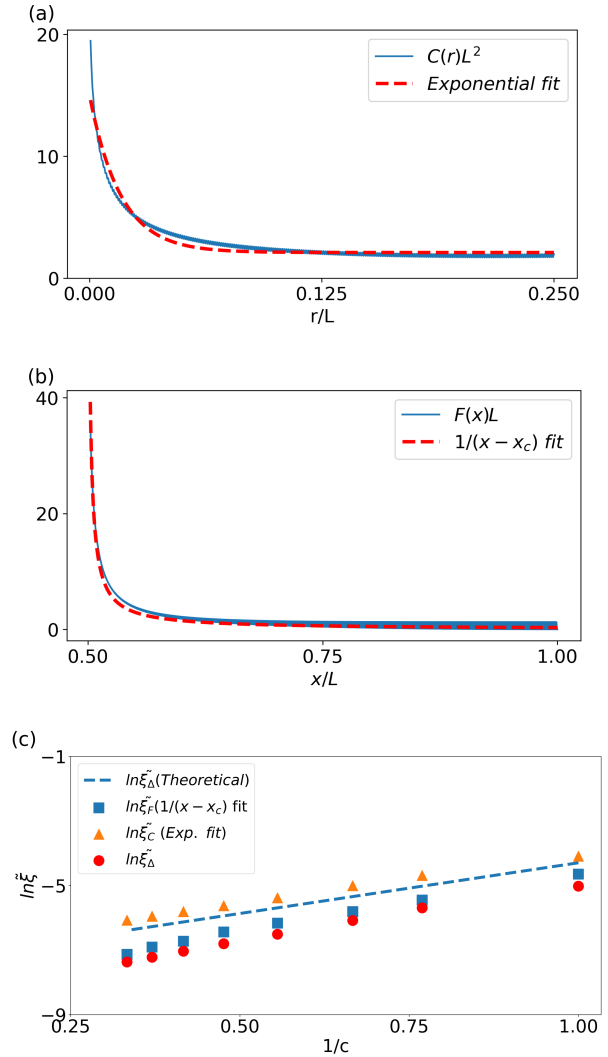 (a)
20
10
0
C(r)L²
Exponential fit
0.000
0.125
0.250
r/L
(b)
40
20
0
F(x)L
1/(x − x_c) fit
0.50
0.75
1.00
x/L
(c)
−1
−5
−9
lnξ̃
lnξ̃_Δ(Theoretical)
lnξ̃_F(1/(x − x_c) fit
lnξ̃_C (Exp. fit)
lnξ̃_Δ
0.25
0.50
0.75
1.00
1/c